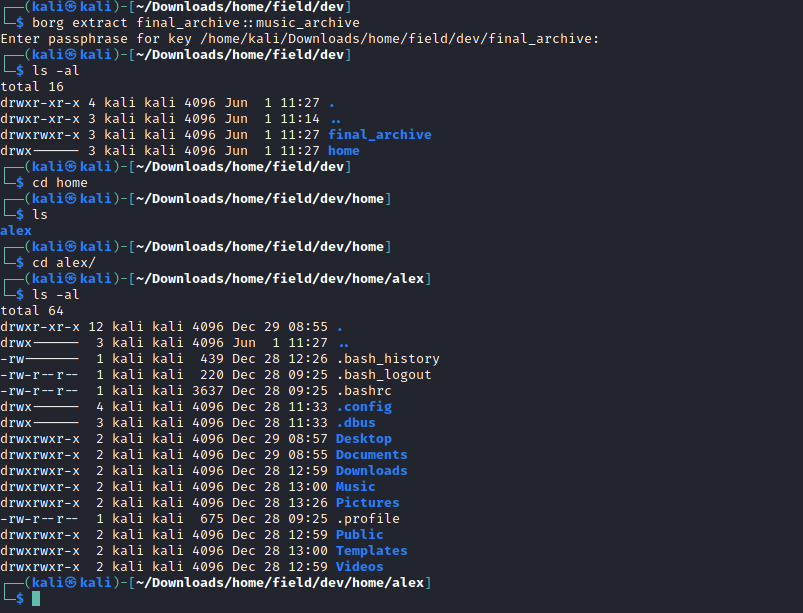 ┌──(kali㉿kali)-[~/Downloads/home/field/dev]
└─$ borg extract final_archive::music_archive
Enter passphrase for key /home/kali/Downloads/home/field/dev/final_archive:
┌──(kali㉿kali)-[~/Downloads/home/field/dev]
└─$ ls -al
total 16
drwxr-xr-x 4 kali kali 4096 Jun  1 11:27 .
drwxr-xr-x 3 kali kali 4096 Jun  1 11:14 ..
drwxrwxr-x 3 kali kali 4096 Jun  1 11:27 final_archive
drwx------ 3 kali kali 4096 Jun  1 11:27 home
┌──(kali㉿kali)-[~/Downloads/home/field/dev]
└─$ cd home
┌──(kali㉿kali)-[~/Downloads/home/field/dev/home]
└─$ ls
alex
┌──(kali㉿kali)-[~/Downloads/home/field/dev/home]
└─$ cd alex/
┌──(kali㉿kali)-[~/Downloads/home/field/dev/home/alex]
└─$ ls -al
total 64
drwxr-xr-x 12 kali kali 4096 Dec 29 08:55 .
drwx------  3 kali kali 4096 Jun  1 11:27 ..
-rw-------  1 kali kali  439 Dec 28 12:26 .bash_history
-rw-r--r--  1 kali kali  220 Dec 28 09:25 .bash_logout
-rw-r--r--  1 kali kali 3637 Dec 28 09:25 .bashrc
drwx------  4 kali kali 4096 Dec 28 11:33 .config
drwx------  3 kali kali 4096 Dec 28 11:33 .dbus
drwxrwxr-x  2 kali kali 4096 Dec 29 08:57 Desktop
drwxrwxr-x  2 kali kali 4096 Dec 29 09:00 Documents
drwxrwxr-x  2 kali kali 4096 Dec 28 12:59 Downloads
drwxrwxr-x  2 kali kali 4096 Dec 28 13:00 Music
drwxrwxr-x  2 kali kali 4096 Dec 28 13:26 Pictures
-rw-r--r--  1 kali kali  675 Dec 28 09:25 .profile
drwxrwxr-x  2 kali kali 4096 Dec 28 12:59 Public
drwxrwxr-x  2 kali kali 4096 Dec 28 13:00 Templates
drwxrwxr-x  2 kali kali 4096 Dec 28 12:59 Videos
┌──(kali㉿kali)-[~/Downloads/home/field/dev/home/alex]
└─$